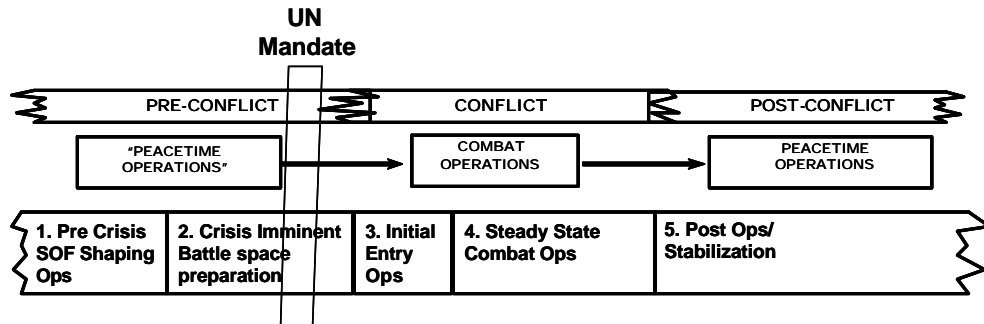 UN
Mandate
PRE-CONFLICT
CONFLICT
POST-CONFLICT
"PEACETIME
OPERATIONS"
COMBAT
OPERATIONS
PEACETIME
OPERATIONS
1. Pre Crisis
SOF Shaping
Ops
2. Crisis Imminent
Battle space
preparation
3. Initial
Entry
Ops
4. Steady State
Combat Ops
5. Post Ops/
Stabilization